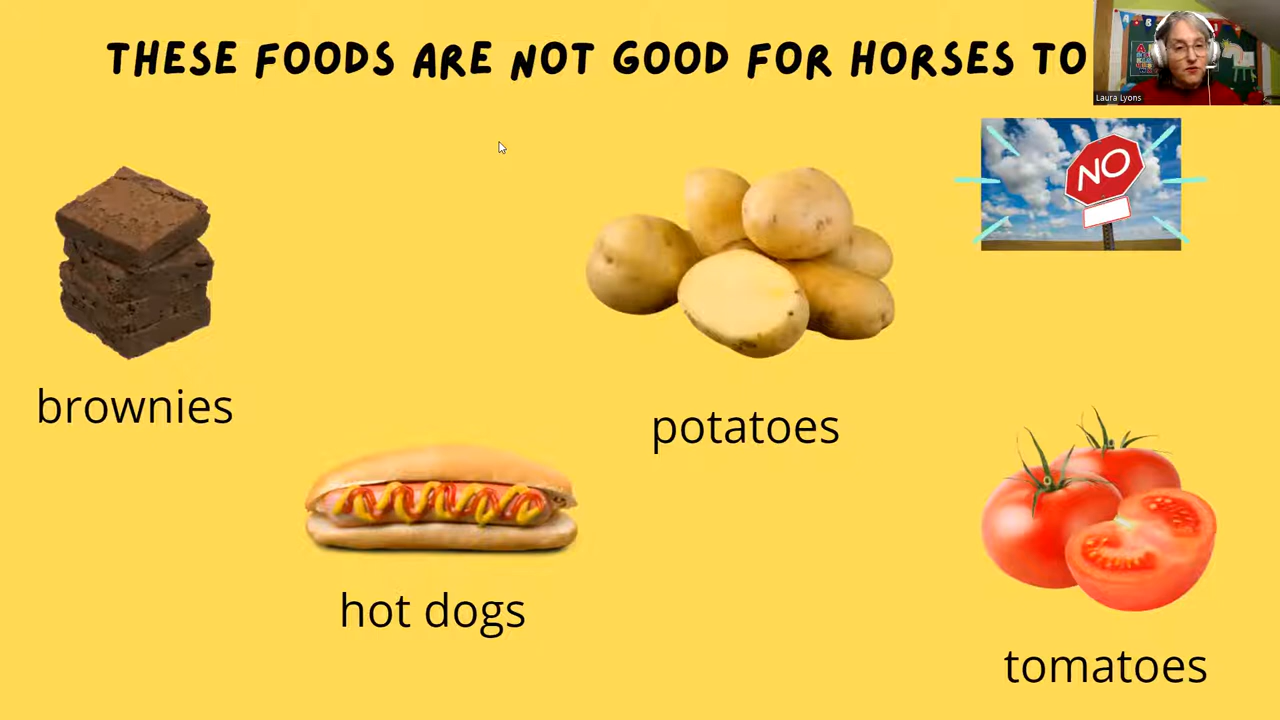 THESE FOODS ARE NOT GOOD FOR HORSES TO
Laura Lyons
NO
brownies
potatoes
hot dogs
tomatoes